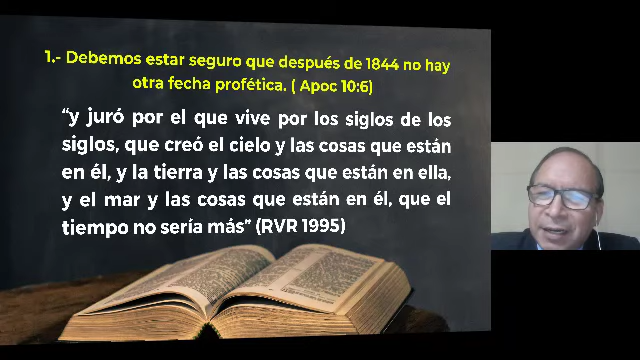 1.- Debemos estar seguro que después de 1844 no hay
otra fecha profética. ( Apoc 10:6)
“y juró por el que vive por los siglos de los
siglos, que creó el cielo y las cosas que están
en él, y la tierra y las cosas que están en ella,
y el mar y las cosas que están en él, que el
tiempo no sería más” (RVR 1995)